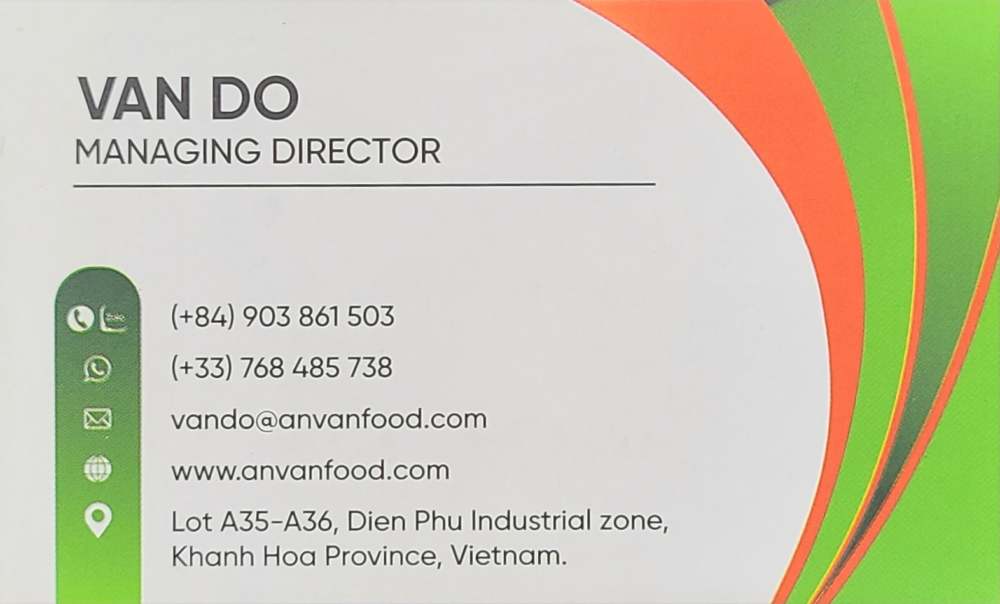 VAN DO
MANAGING DIRECTOR
(+84) 903 861 503
(+33) 768 485 738
vando@anvanfood.com
www.anvanfood.com
Lot A35-A36, Dien Phu Industrial zone,
Khanh Hoa Province, Vietnam.